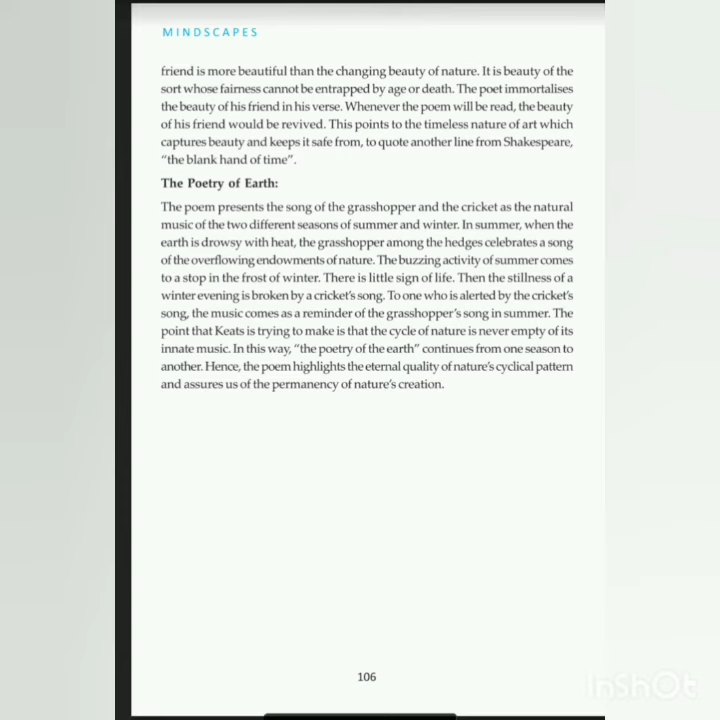 MINDSCAPES
friend is more beautiful than the changing beauty of nature. It is beauty of the
sort whose fairness cannot be entrapped by age or death. The poet immortalises
the beauty of his friend in his verse. Whenever the poem will be read, the beauty
of his friend would be revived. This points to the timeless nature of art which
captures beauty and keeps it safe from, to quote another line from Shakespeare,
“the blank hand of time”.
The Poetry of Earth:
The poem presents the song of the grasshopper and the cricket as the natural
music of the two different seasons of summer and winter. In summer, when the
earth is drowsy with heat, the grasshopper among the hedges celebrates a song
of the overflowing endowments of nature. The buzzing activity of summer comes
to a stop in the frost of winter. There is little sign of life. Then the stillness of a
winter evening is broken by a cricket’s song. To one who is alerted by the cricket’s
song, the music comes as a reminder of the grasshopper’s song in summer. The
point that Keats is trying to make is that the cycle of nature is never empty of its
innate music. In this way, “the poetry of the earth” continues from one season to
another. Hence, the poem highlights the eternal quality of nature’s cyclical pattern
and assures us of the permanency of nature’s creation.
106
InShOt